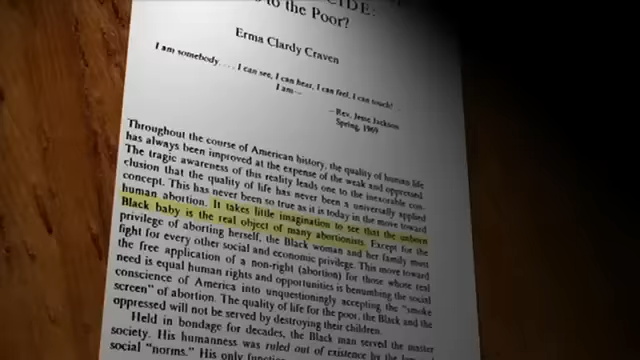 CIDE:
to the Poor?
Erma Clardy Craven
I am somebody. . . . I can see, I can hear, I can feel, I can touch!
I am—
—Rev. Jesse Jackson
Spring, 1969
Throughout the course of American history, the quality of human life
has always been improved at the expense of the weak and oppressed.
The tragic awareness of this reality leads one to the inexorable con-
clusion that the quality of life has never been a universally applied
concept. This has never been so true as it is today in the move toward
human abortion. It takes little imagination to see that the unborn
Black baby is the real object of many abortionists. Except for the
privilege of aborting herself, the Black woman and her family must
fight for every other social and economic privilege. This move toward
the free application of a non-right (abortion) for those whose real
need is equal human rights and opportunities is benumbing the social
conscience of America into unquestioningly accepting the "smoke
screen" of abortion. The quality of life for the poor, the Black and the
oppressed will not be served by destroying their children.
Held in bondage for decades, the Black man served the master
society. His humanness was ruled out of existence by the
social "norms." His only